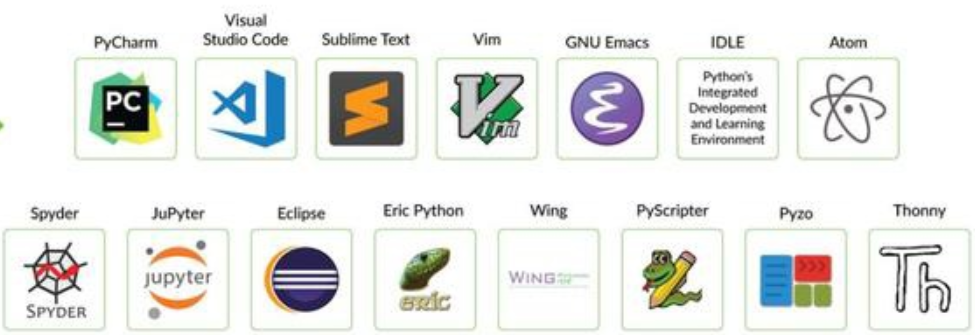 PyCharm
Visual
Studio Code
Sublime Text
Vim
GNU Emacs
IDLE
Atom
PC
Vim
Python's
Integrated
Development
and Learning
Environment
Spyder
JuPyter
Eclipse
Eric Python
Wing
PyScripter
Pyzo
Thonny
SPYDER
jupyter
eric
WING
>>>
Th